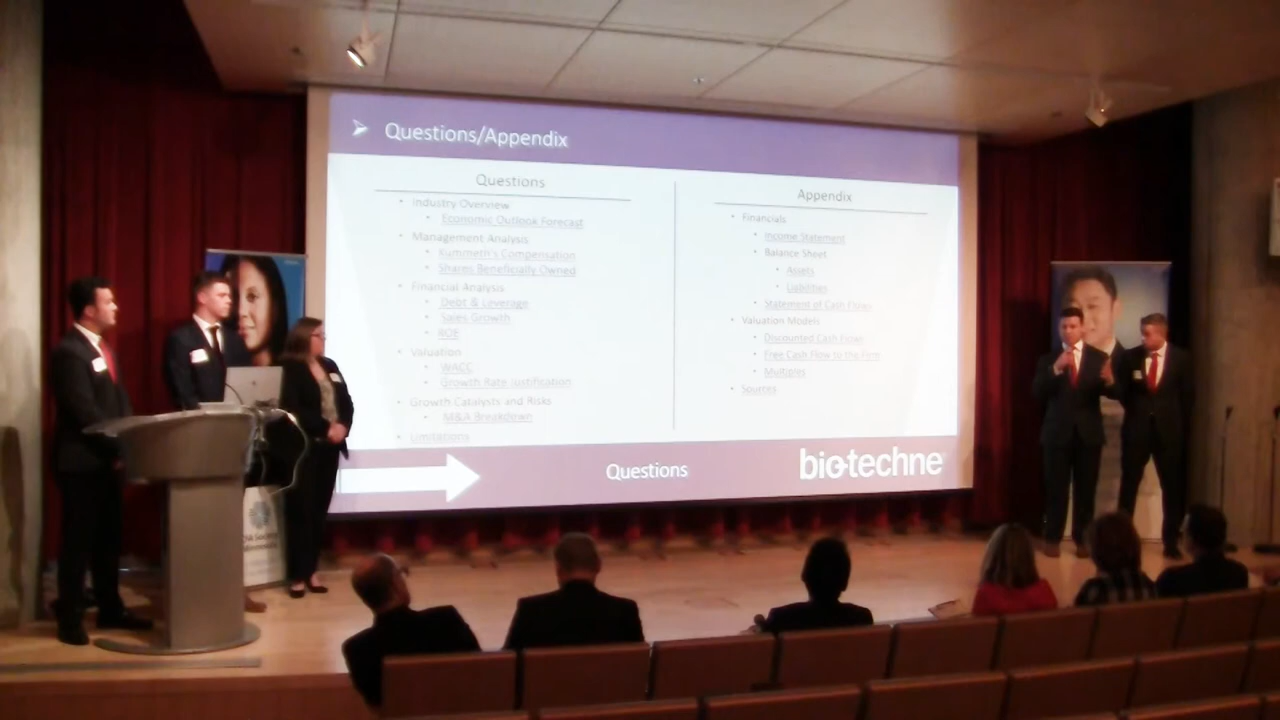 Questions/Appendix
Questions
Industry Overview
Economic Outlook Forecast
Management Analysis
Kummeth's Compensation
Shares Beneficially Owned
Financial Analysis
Debt & Leverage
Sales Growth
ROE
Valuation
WACC
Growth Rate Justification
Growth Catalysts and Risks
M&A Breakdown
Limitations
Appendix
Financials
Income Statement
Balance Sheet
Assets
Liabilities
Statement of Cash Flows
Valuation Models
Discounted Cash Flow
Free Cash Flow to the Firm
Multiples
Sources
Questions
bio-techne